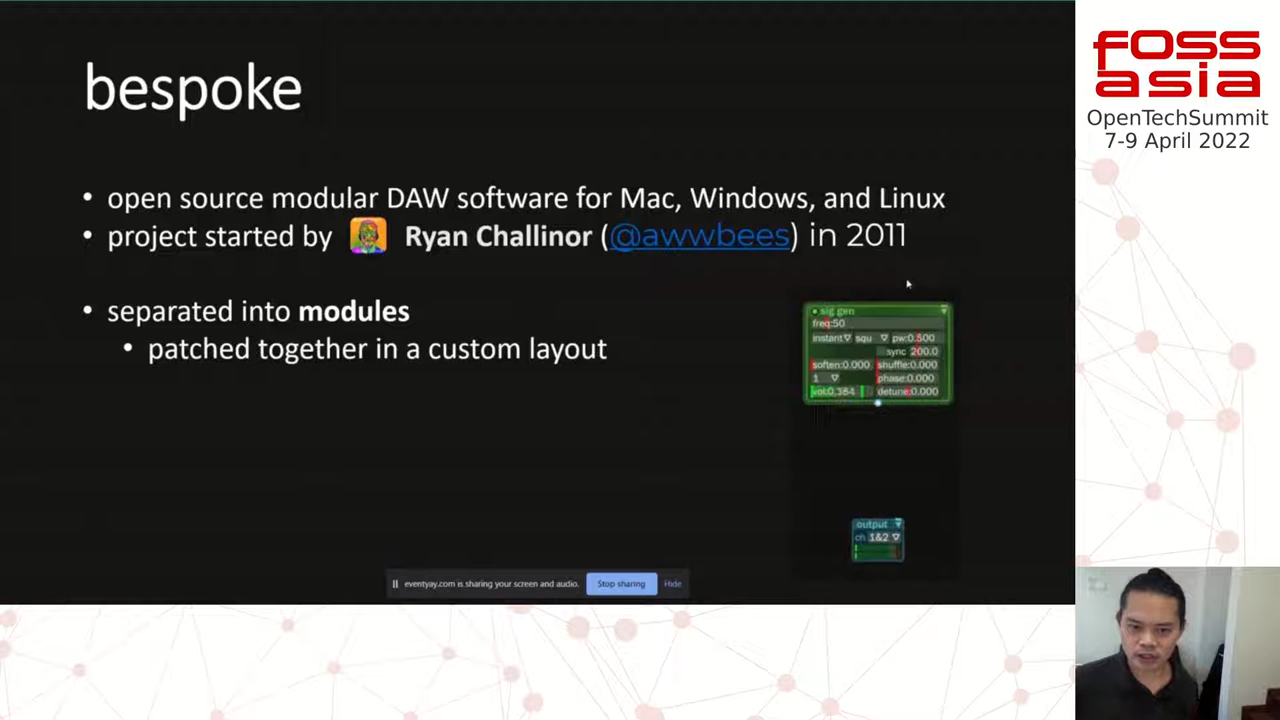 bespoke
• open source modular DAW software for Mac, Windows, and Linux
• project started by Ryan Challinor (@awwbees) in 2011
• separated into modules
• patched together in a custom layout
sig gen
freq:50
instant squ pw:0.500
sync 200.0
soften:0.000 shuffle:0.000
1 phase:0.000
vol:0.364 detune:0.000
output
ch 1&2
eventyay.com is sharing your screen and audio. Stop sharing Hide
foss
asia
OpenTechSummit
7-9 April 2022